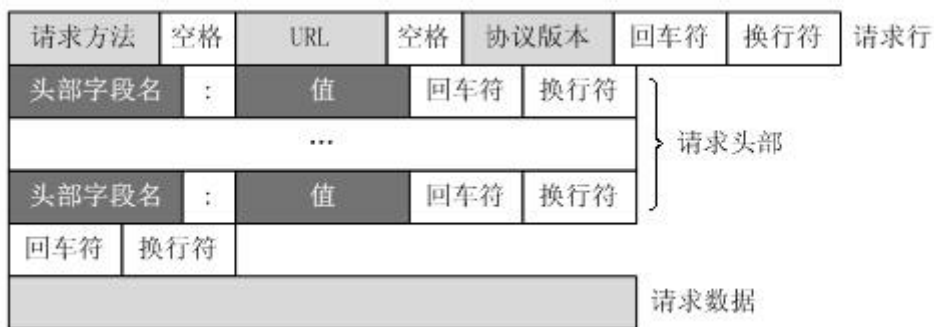 请求方法 空格 URL 空格 协议版本 回车符 换行符 请求行
头部字段名 : 值 回车符 换行符
… 请求头部
头部字段名 : 值 回车符 换行符
回车符 换行符
请求数据